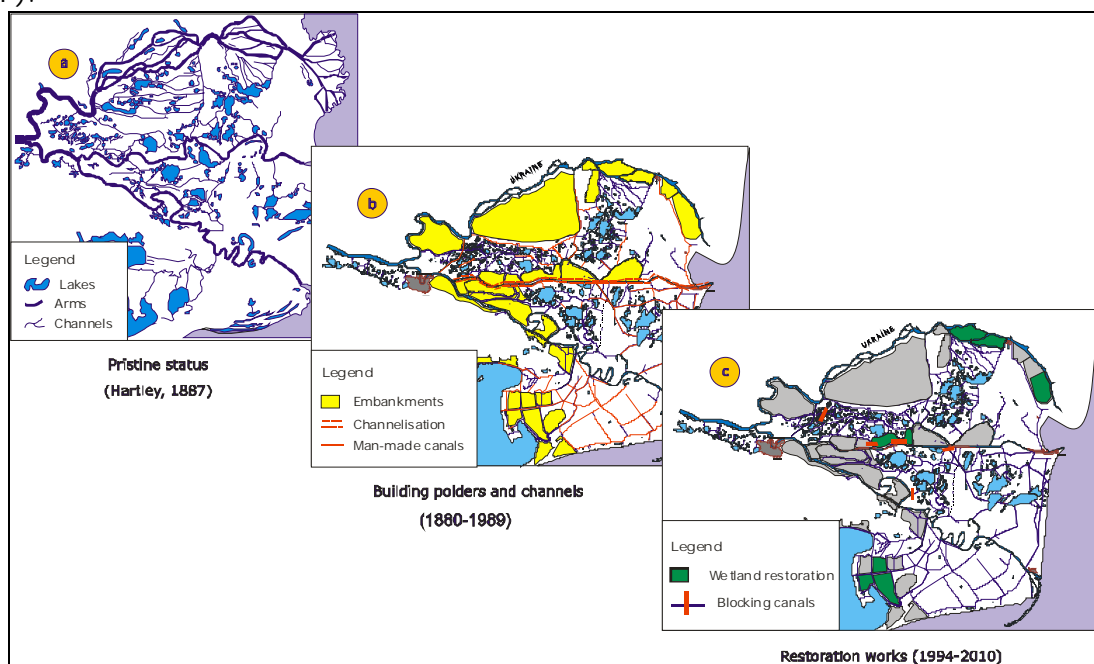 y).
a
Legend
Lakes
Arms
Channels
Pristine status
(Hartley, 1887)
b
UKRAINE
Legend
Embankments
Channelisation
Man-made canals
Building polders and channels
(1880-1989)
c
UKRAINE
Legend
Wetland restoration
Blocking canals
Restoration works (1994-2010)